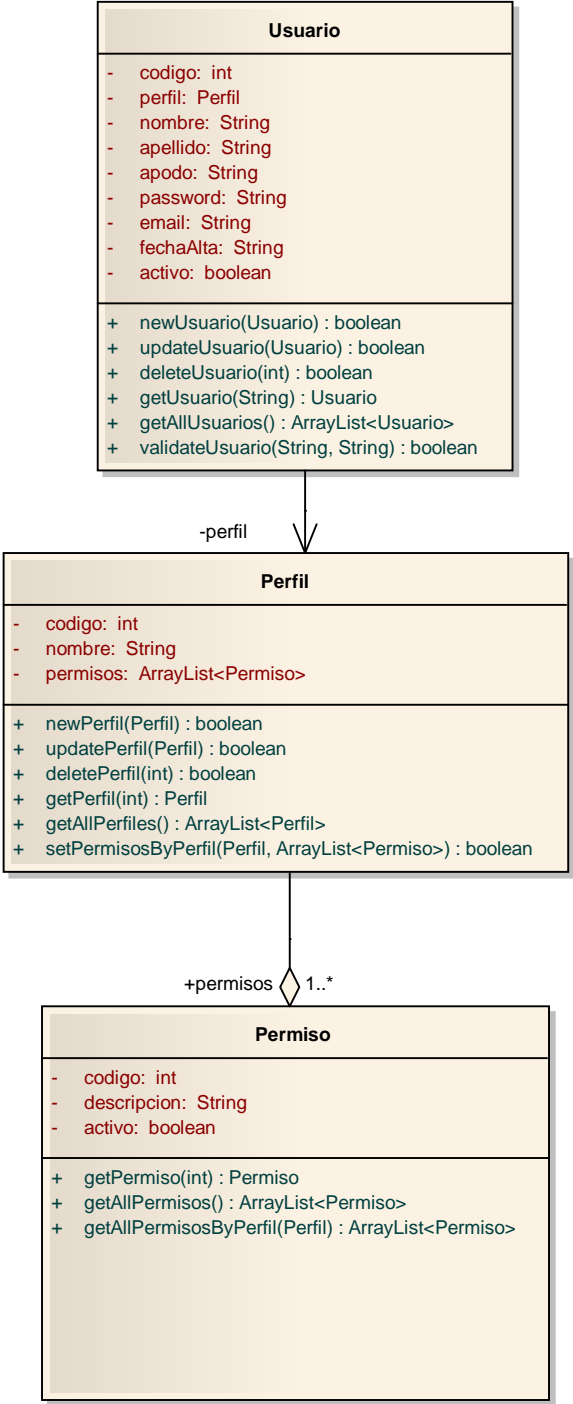 Usuario
- codigo: int
- perfil: Perfil
- nombre: String
- apellido: String
- apodo: String
- password: String
- email: String
- fechaAlta: String
- activo: boolean
+ newUsuario(Usuario) : boolean
+ updateUsuario(Usuario) : boolean
+ deleteUsuario(int) : boolean
+ getUsuario(String) : Usuario
+ getAllUsuarios() : ArrayList<Usuario>
+ validateUsuario(String, String) : boolean
-perfil
Perfil
- codigo: int
- nombre: String
- permisos: ArrayList<Permiso>
+ newPerfil(Perfil) : boolean
+ updatePerfil(Perfil) : boolean
+ deletePerfil(int) : boolean
+ getPerfil(int) : Perfil
+ getAllPerfiles() : ArrayList<Perfil>
+ setPermisosByPerfil(Perfil, ArrayList<Permiso>) : boolean
+permisos 1..*
Permiso
- codigo: int
- descripcion: String
- activo: boolean
+ getPermiso(int) : Permiso
+ getAllPermisos() : ArrayList<Permiso>
+ getAllPermisosByPerfil(Perfil) : ArrayList<Permiso>